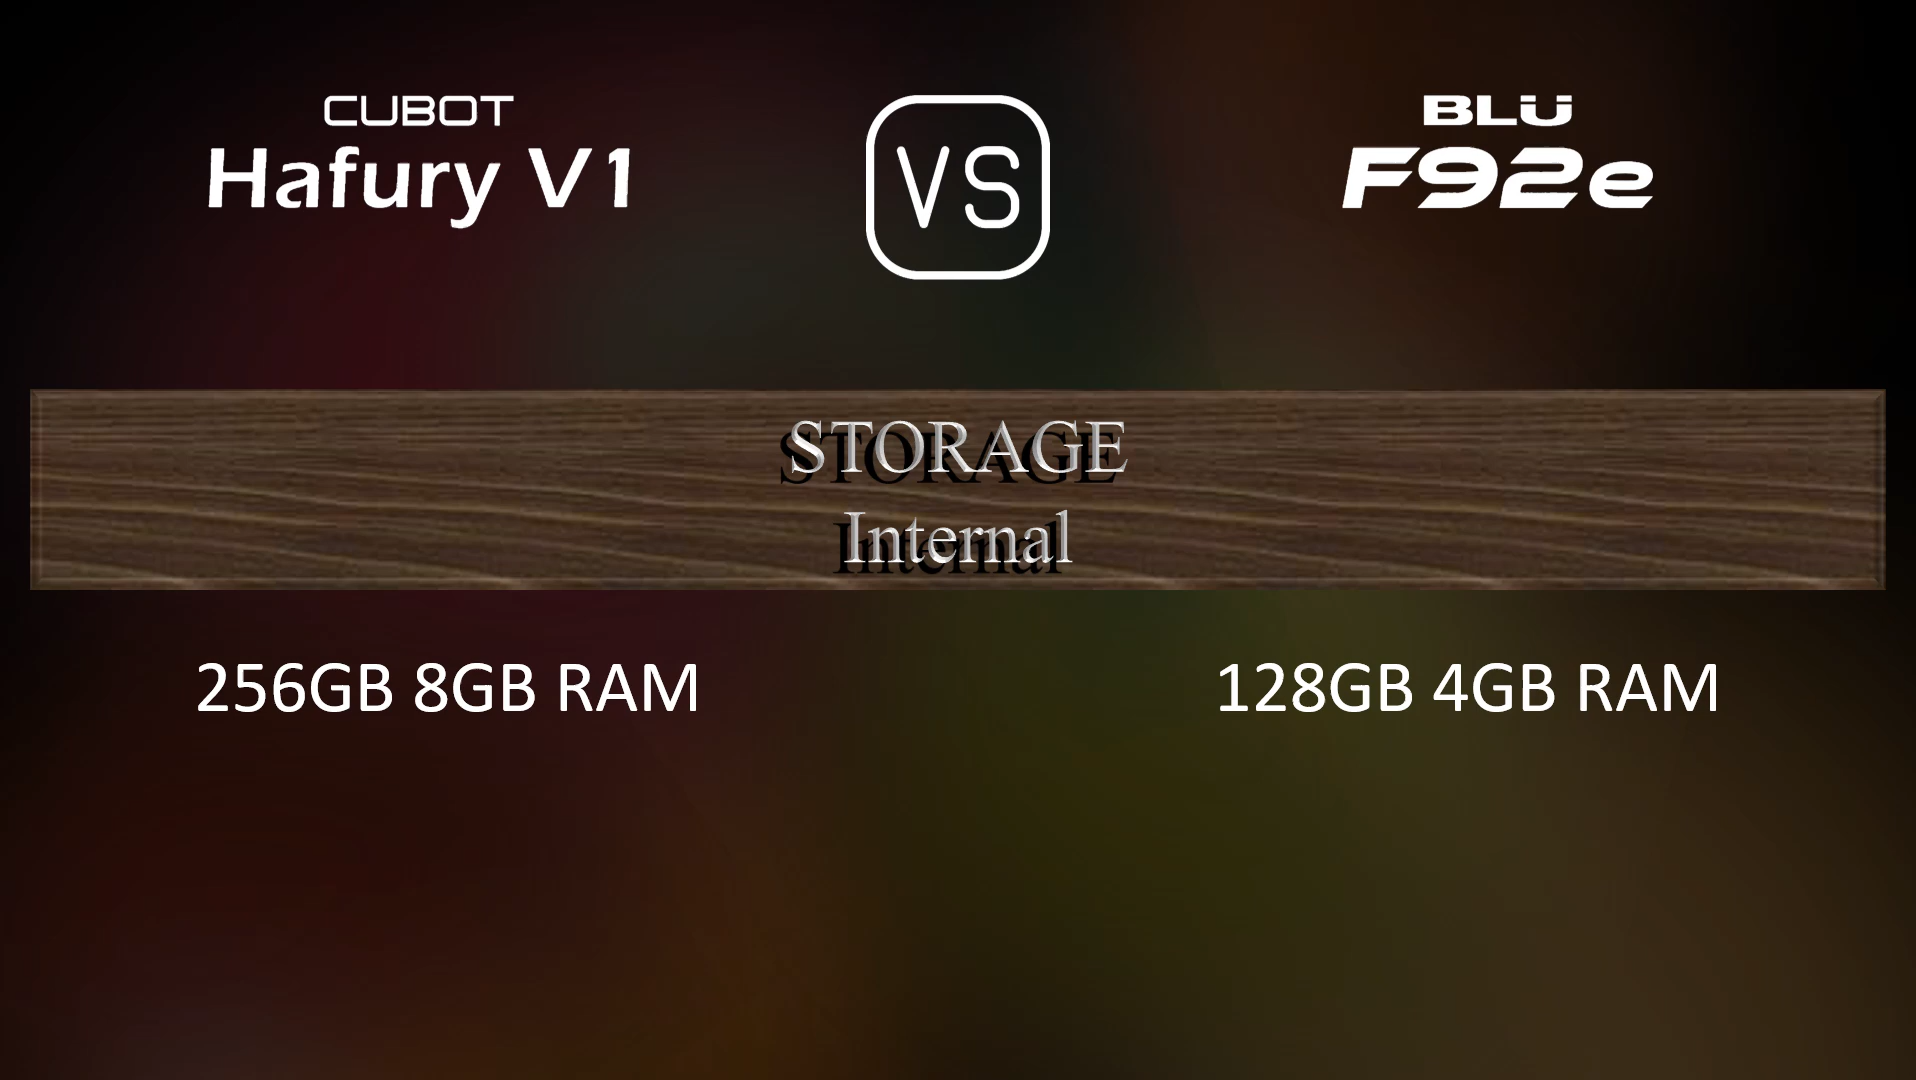 CUBOT
Hafury V1
VS
BLU
F92e
STORAGE
Internal
256GB 8GB RAM
128GB 4GB RAM